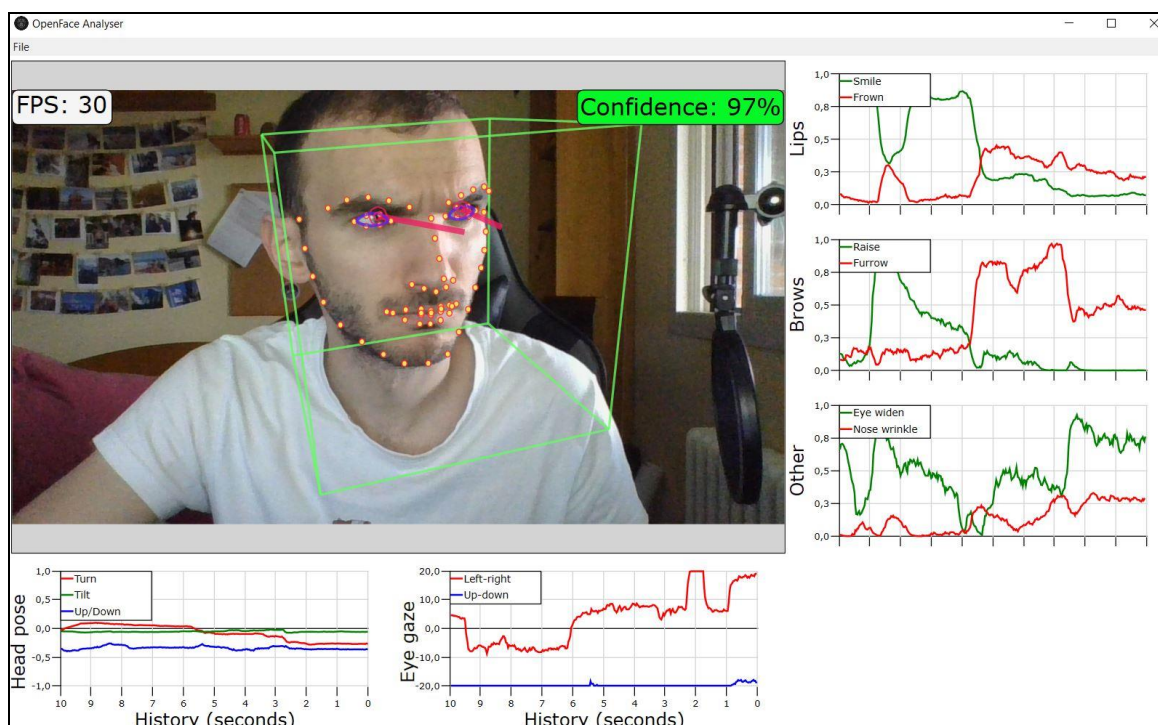 OpenFace Analyser
File
FPS: 30
Confidence: 97%
Lips
1,0
0,8
0,5
0,3
0,0
Smile
Frown
Brows
1,0
0,8
0,5
0,3
0,0
Raise
Furrow
Other
1,0
0,8
0,5
0,3
0,0
Eye widen
Nose wrinkle
Head pose
1,0
0,5
0,0
-0,5
-1,0
Turn
Tilt
Up/Down
10 9 8 7 6 5 4 3 2 1 0
History (seconds)
Eye gaze
20,0
10,0
0,0
-10,0
-20,0
Left-right
Up-down
10 9 8 7 6 5 4 3 2 1 0
History (seconds)